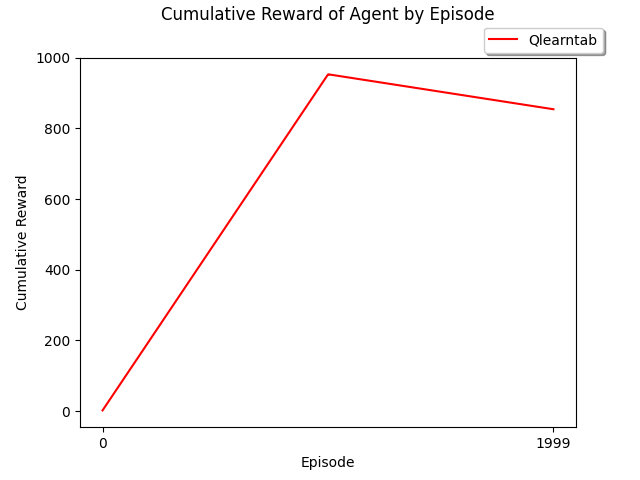 Cumulative Reward of Agent by Episode
Qlearntab
1000
800
600
400
200
0
Cumulative Reward
0 1999
Episode